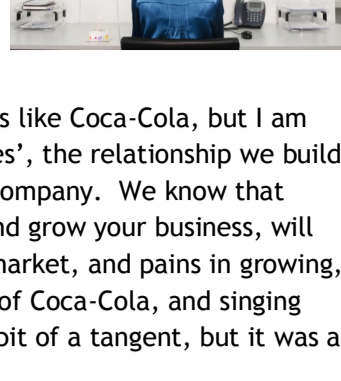 s like Coca-Cola, but I am
es’, the relationship we build
ompany.  We know that
nd grow your business, will
market, and pains in growing,
of Coca-Cola, and singing
bit of a tangent, but it was a